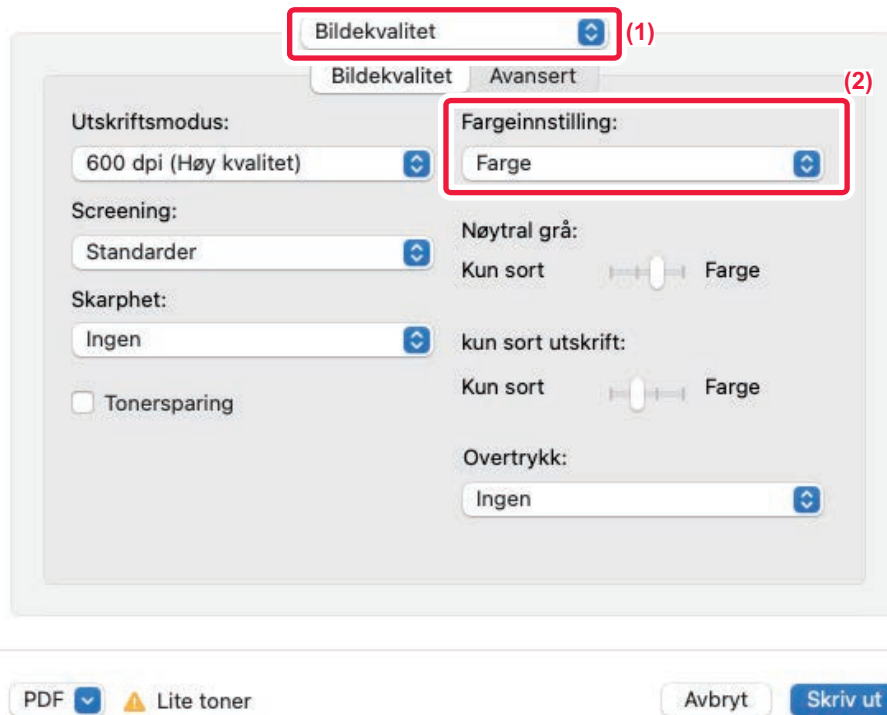 Bildekvalitet
(1)
Bildekvalitet Avansert
(2)
Utskriftsmodus:
600 dpi (Høy kvalitet)
Screening:
Standarder
Skarphet:
Ingen
Tonersparing
Fargeinnstilling:
Farge
Nøytral grå:
Kun sort Farge
kun sort utskrift:
Kun sort Farge
Overtrykk:
Ingen
PDF Lite toner Avbryt Skriv ut